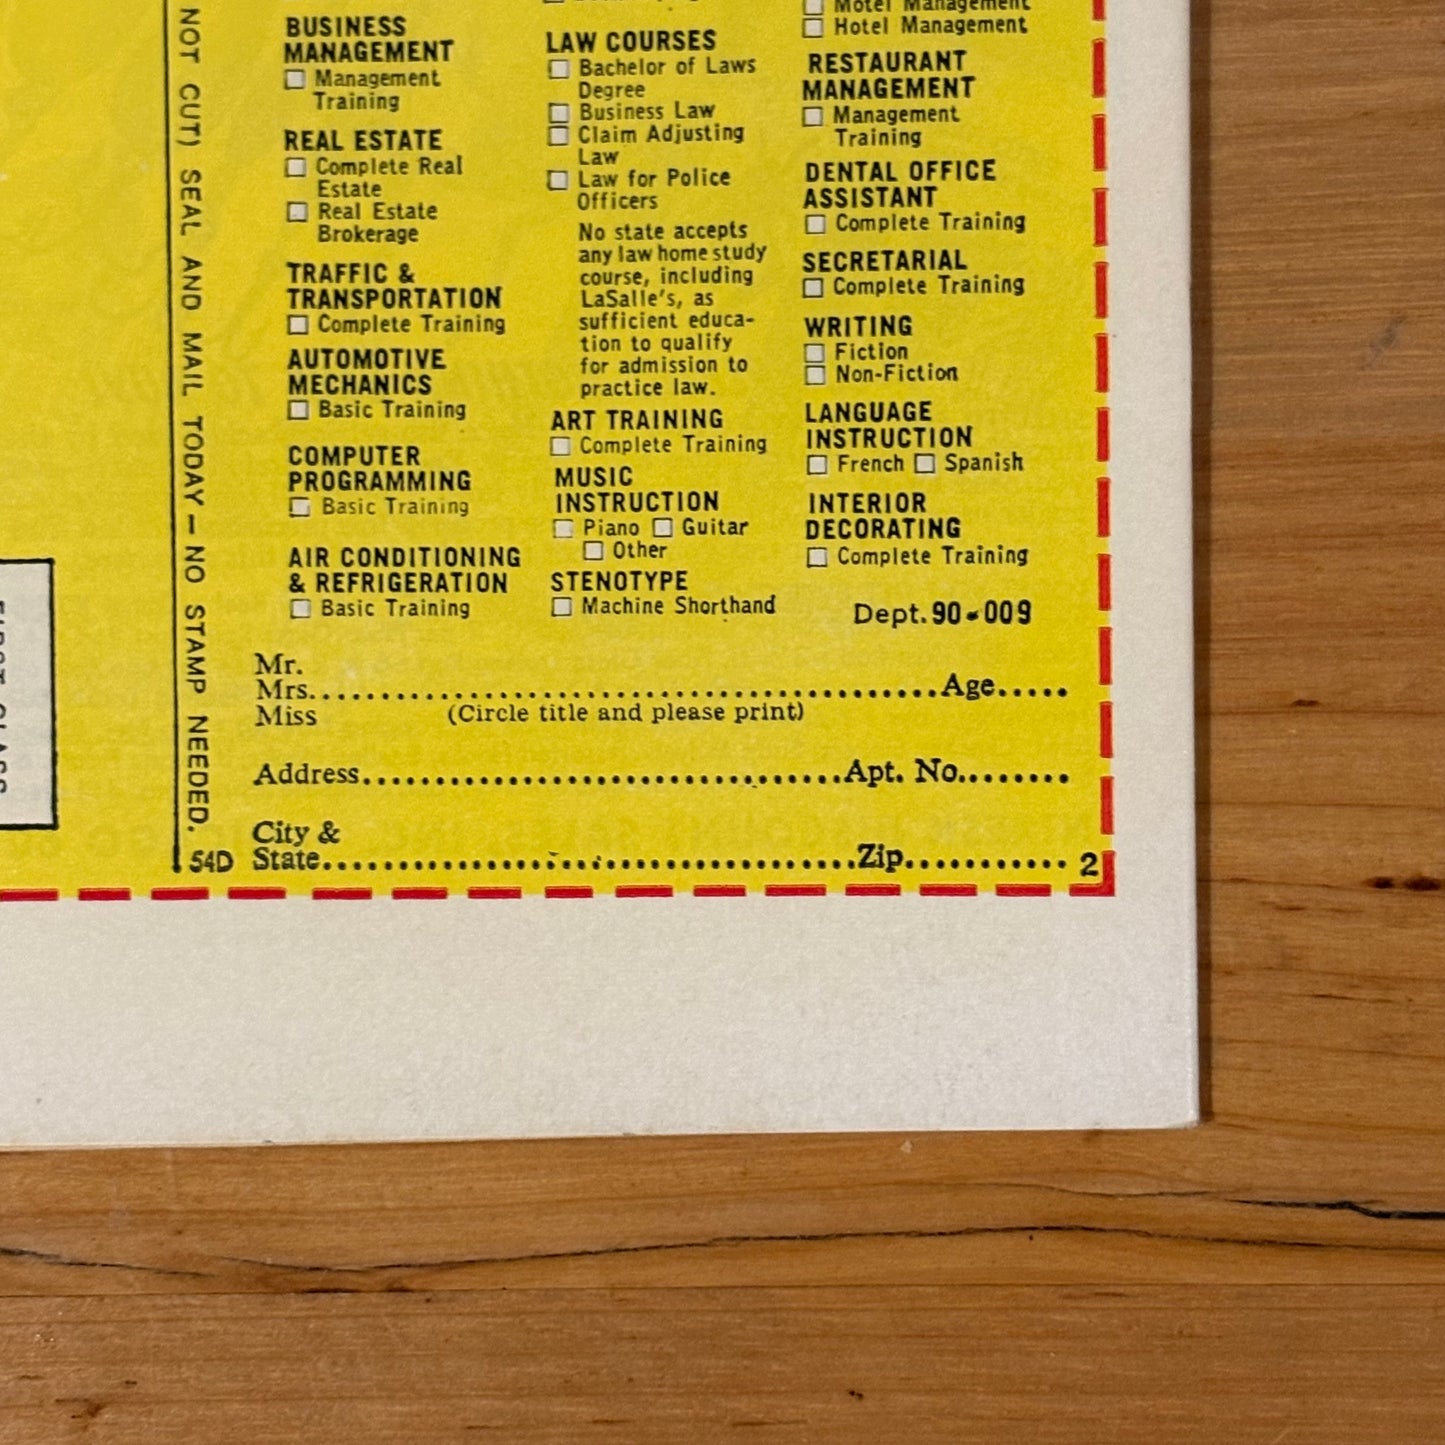 NOT CUT) SEAL AND MAIL TODAY — NO STAMP NEEDED.
BUSINESS
MANAGEMENT
Management
Training
REAL ESTATE
Complete Real
Estate
Real Estate
Brokerage
TRAFFIC &
TRANSPORTATION
Complete Training
AUTOMOTIVE
MECHANICS
Basic Training
COMPUTER
PROGRAMMING
Basic Training
AIR CONDITIONING
& REFRIGERATION
Basic Training
LAW COURSES
Bachelor of Laws
Degree
Business Law
Claim Adjusting
Law
Law for Police
Officers
No state accepts
any law home study
course, including
LaSalle's, as
sufficient educa-
tion to qualify
for admission to
practice law.
ART TRAINING
Complete Training
MUSIC
INSTRUCTION
Piano Guitar
Other
STENOTYPE
Machine Shorthand
Motel Management
Hotel Management
RESTAURANT
MANAGEMENT
Management
Training
DENTAL OFFICE
ASSISTANT
Complete Training
SECRETARIAL
Complete Training
WRITING
Fiction
Non-Fiction
LANGUAGE
INSTRUCTION
French Spanish
INTERIOR
DECORATING
Complete Training
Dept. 90-009
Mr.
Mrs. Age
Miss (Circle title and please print)
Address Apt. No.
City &
State Zip 2
54D